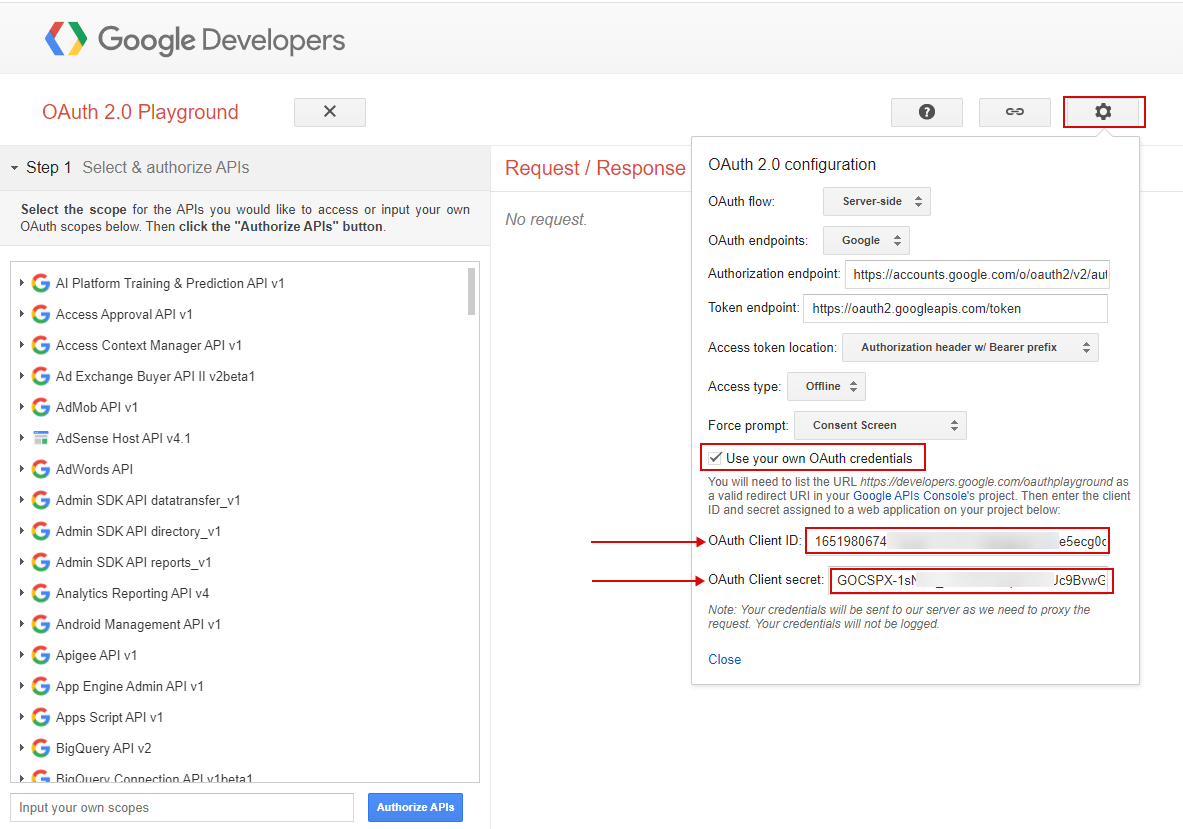 Google Developers
OAuth 2.0 Playground
Step 1 Select & authorize APIs
Select the scope for the APIs you would like to access or input your own
OAuth scopes below. Then click the "Authorize APIs" button.
AI Platform Training & Prediction API v1
Access Approval API v1
Access Context Manager API v1
Ad Exchange Buyer API II v2beta1
AdMob API v1
AdSense Host API v4.1
AdWords API
Admin SDK API datatransfer_v1
Admin SDK API directory_v1
Admin SDK API reports_v1
Analytics Reporting API v4
Android Management API v1
Apigee API v1
App Engine Admin API v1
Apps Script API v1
BigQuery API v2
BigQuery Connection API v1beta1
Input your own scopes
Authorize APIs
Request / Response
No request.
OAuth 2.0 configuration
OAuth flow: Server-side
OAuth endpoints: Google
Authorization endpoint: https://accounts.google.com/o/oauth2/v2/aut
Token endpoint: https://oauth2.googleapis.com/token
Access token location: Authorization header w/ Bearer prefix
Access type: Offline
Force prompt: Consent Screen
Use your own OAuth credentials
You will need to list the URL https://developers.google.com/oauthplayground as
a valid redirect URI in your Google APIs Console's project. Then enter the client
ID and secret assigned to a web application on your project below:
OAuth Client ID: 1651980674 e5ecg0c
OAuth Client secret: GOCSPX-1sN Jc9BvwG
Note: Your credentials will be sent to our server as we need to proxy the
request. Your credentials will not be logged.
Close